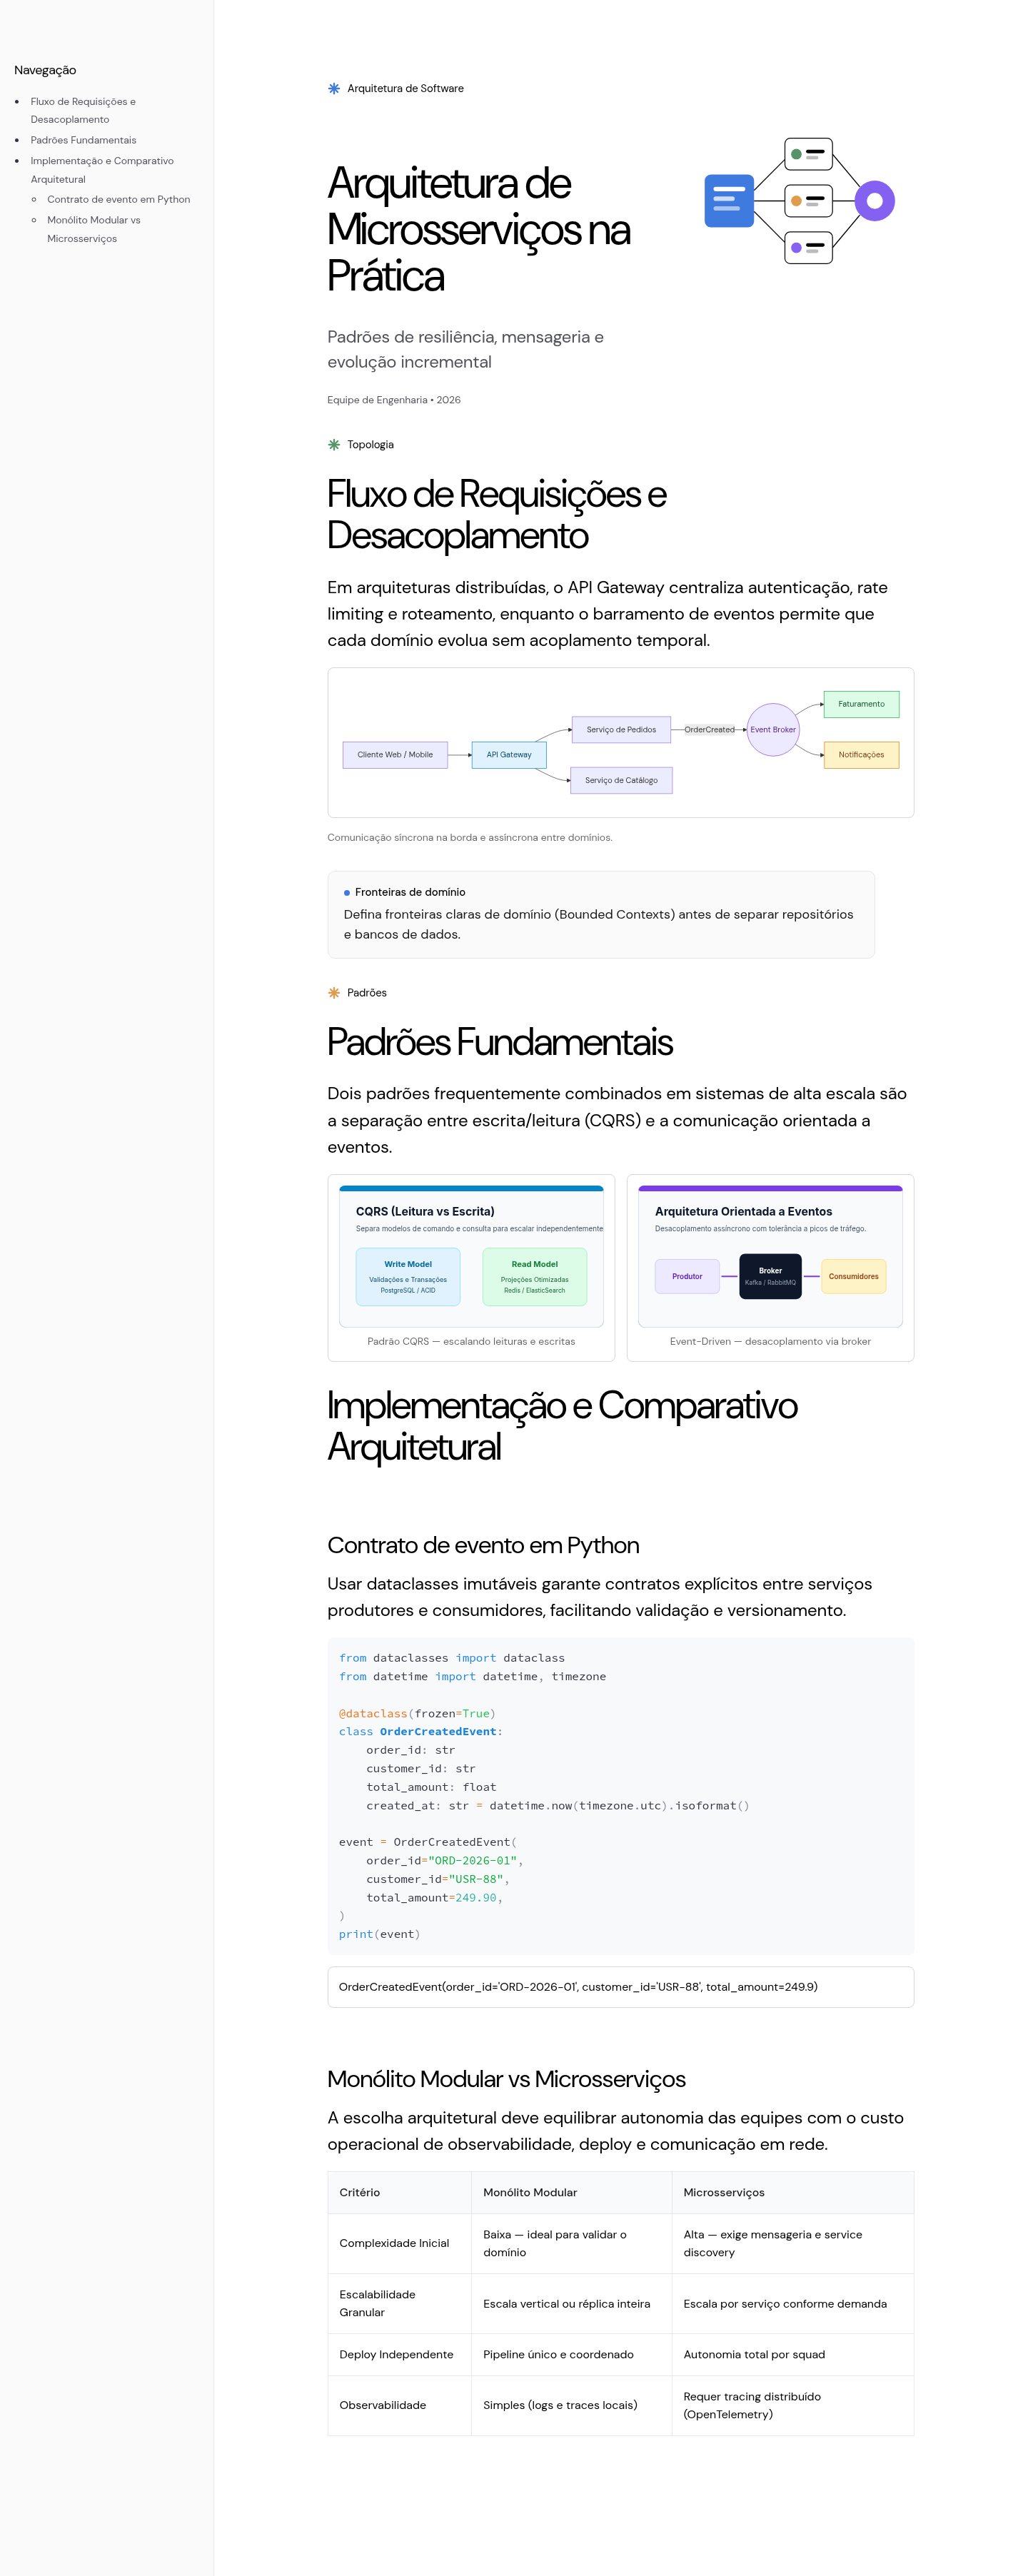 Navegação
Fluxo de Requisições e
Desacoplamento
Padrões Fundamentais
Implementação e Comparativo
Arquitetural
Contrato de evento em Python
Monólito Modular vs
Microsserviços
Arquitetura de Software
Arquitetura de
Microsserviços na
Prática
Padrões de resiliência, mensageria e
evolução incremental
Equipe de Engenharia • 2026
Topologia
Fluxo de Requisições e
Desacoplamento
Em arquiteturas distribuídas, o API Gateway centraliza autenticação, rate
limiting e roteamento, enquanto o barramento de eventos permite que
cada domínio evolua sem acoplamento temporal.
Cliente Web / Mobile
API Gateway
Serviço de Pedidos
Serviço de Catálogo
OrderCreated
Event Broker
Faturamento
Notificações
Comunicação síncrona na borda e assíncrona entre domínios.
Fronteiras de domínio
Defina fronteiras claras de domínio (Bounded Contexts) antes de separar repositórios
e bancos de dados.
Padrões
Padrões Fundamentais
Dois padrões frequentemente combinados em sistemas de alta escala são
a separação entre escrita/leitura (CQRS) e a comunicação orientada a
eventos.
CQRS (Leitura vs Escrita)
Separa modelos de comando e consulta para escalar independentemente
Write Model
Validações e Transações
PostgreSQL / ACID
Read Model
Projeções Otimizadas
Redis / ElasticSearch
Padrão CQRS — escalando leituras e escritas
Arquitetura Orientada a Eventos
Desacoplamento assíncrono com tolerância a picos de tráfego.
Produtor
Broker
Kafka / RabbitMQ
Consumidores
Event-Driven — desacoplamento via broker
Implementação e Comparativo
Arquitetural
Contrato de evento em Python
Usar dataclasses imutáveis garante contratos explícitos entre serviços
produtores e consumidores, facilitando validação e versionamento.
from dataclasses import dataclass
from datetime import datetime, timezone
@dataclass(frozen=True)
class OrderCreatedEvent:
    order_id: str
    customer_id: str
    total_amount: float
    created_at: str = datetime.now(timezone.utc).isoformat()
event = OrderCreatedEvent(
    order_id="ORD-2026-01",
    customer_id="USR-88",
    total_amount=249.90,
)
print(event)
OrderCreatedEvent(order_id='ORD-2026-01', customer_id='USR-88', total_amount=249.9)
Monólito Modular vs Microsserviços
A escolha arquitetural deve equilibrar autonomia das equipes com o custo
operacional de observabilidade, deploy e comunicação em rede.
Critério
Monólito Modular
Microsserviços
Complexidade Inicial
Baixa — ideal para validar o
domínio
Alta — exige mensageria e service
discovery
Escalabilidade
Granular
Escala vertical ou réplica inteira
Escala por serviço conforme demanda
Deploy Independente
Pipeline único e coordenado
Autonomia total por squad
Observabilidade
Simples (logs e traces locais)
Requer tracing distribuído
(OpenTelemetry)